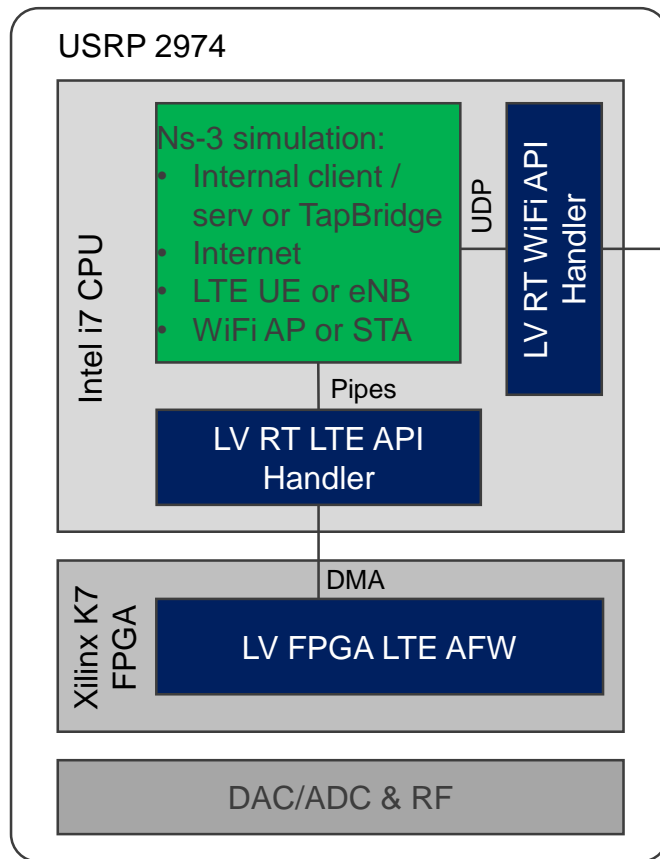 USRP 2974
Intel i7 CPU
Ns-3 simulation:
• Internal client /
serv or TapBridge
• Internet
• LTE UE or eNB
• WiFi AP or STA
UDP
LV RT WiFi API
Handler
Pipes
LV RT LTE API
Handler
Xilinx K7
FPGA
DMA
LV FPGA LTE AFW
DAC/ADC & RF